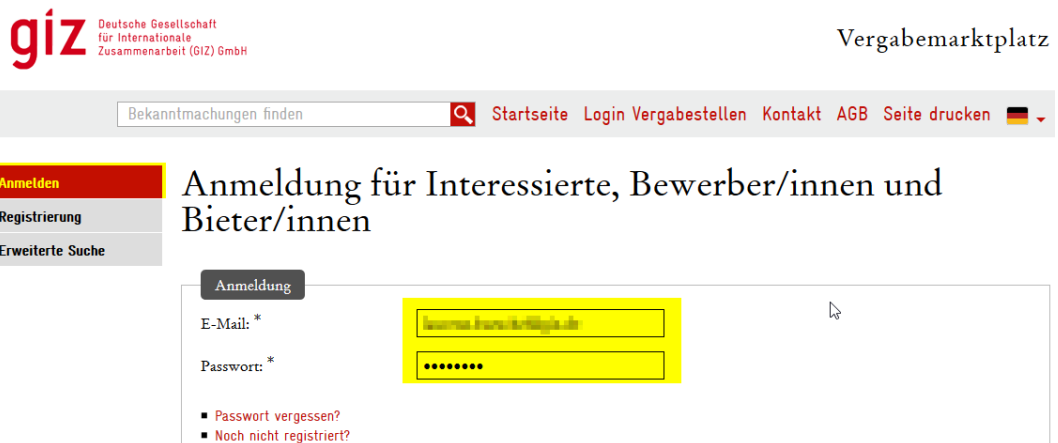 giz
Deutsche Gesellschaft
für Internationale
Zusammenarbeit (GIZ) GmbH
Vergabemarktplatz
Bekanntmachungen finden
Startseite Login Vergabestellen Kontakt AGB Seite drucken
Anmelden
Registrierung
Erweiterte Suche
Anmeldung für Interessierte, Bewerber/innen und
Bieter/innen
Anmeldung
E-Mail: *
Passwort: *
••••••••
Passwort vergessen?
Noch nicht registriert?